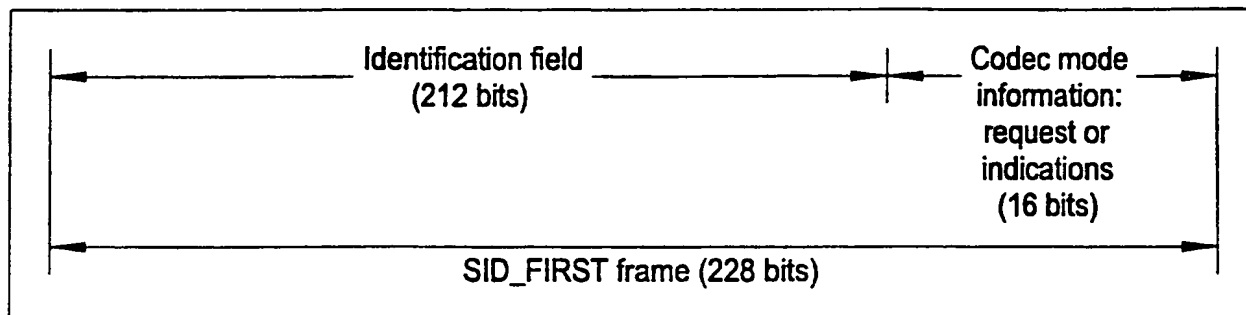 Identification field
(212 bits)
Codec mode
information:
request or
indications
(16 bits)
SID_FIRST frame (228 bits)